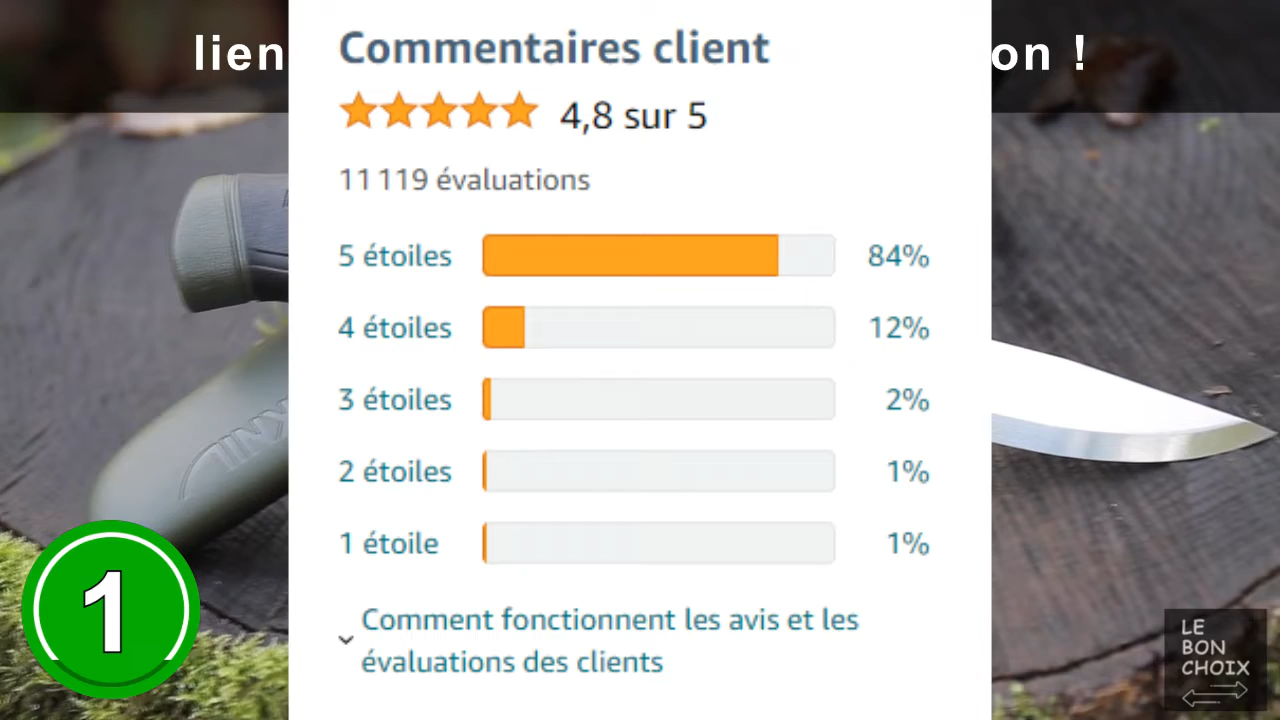 lien
on !
Commentaires client
4,8 sur 5
11 119 évaluations
5 étoiles 84%
4 étoiles 12%
3 étoiles 2%
2 étoiles 1%
1 étoile 1%
Comment fonctionnent les avis et les
évaluations des clients
1
LE
BON
CHOIX